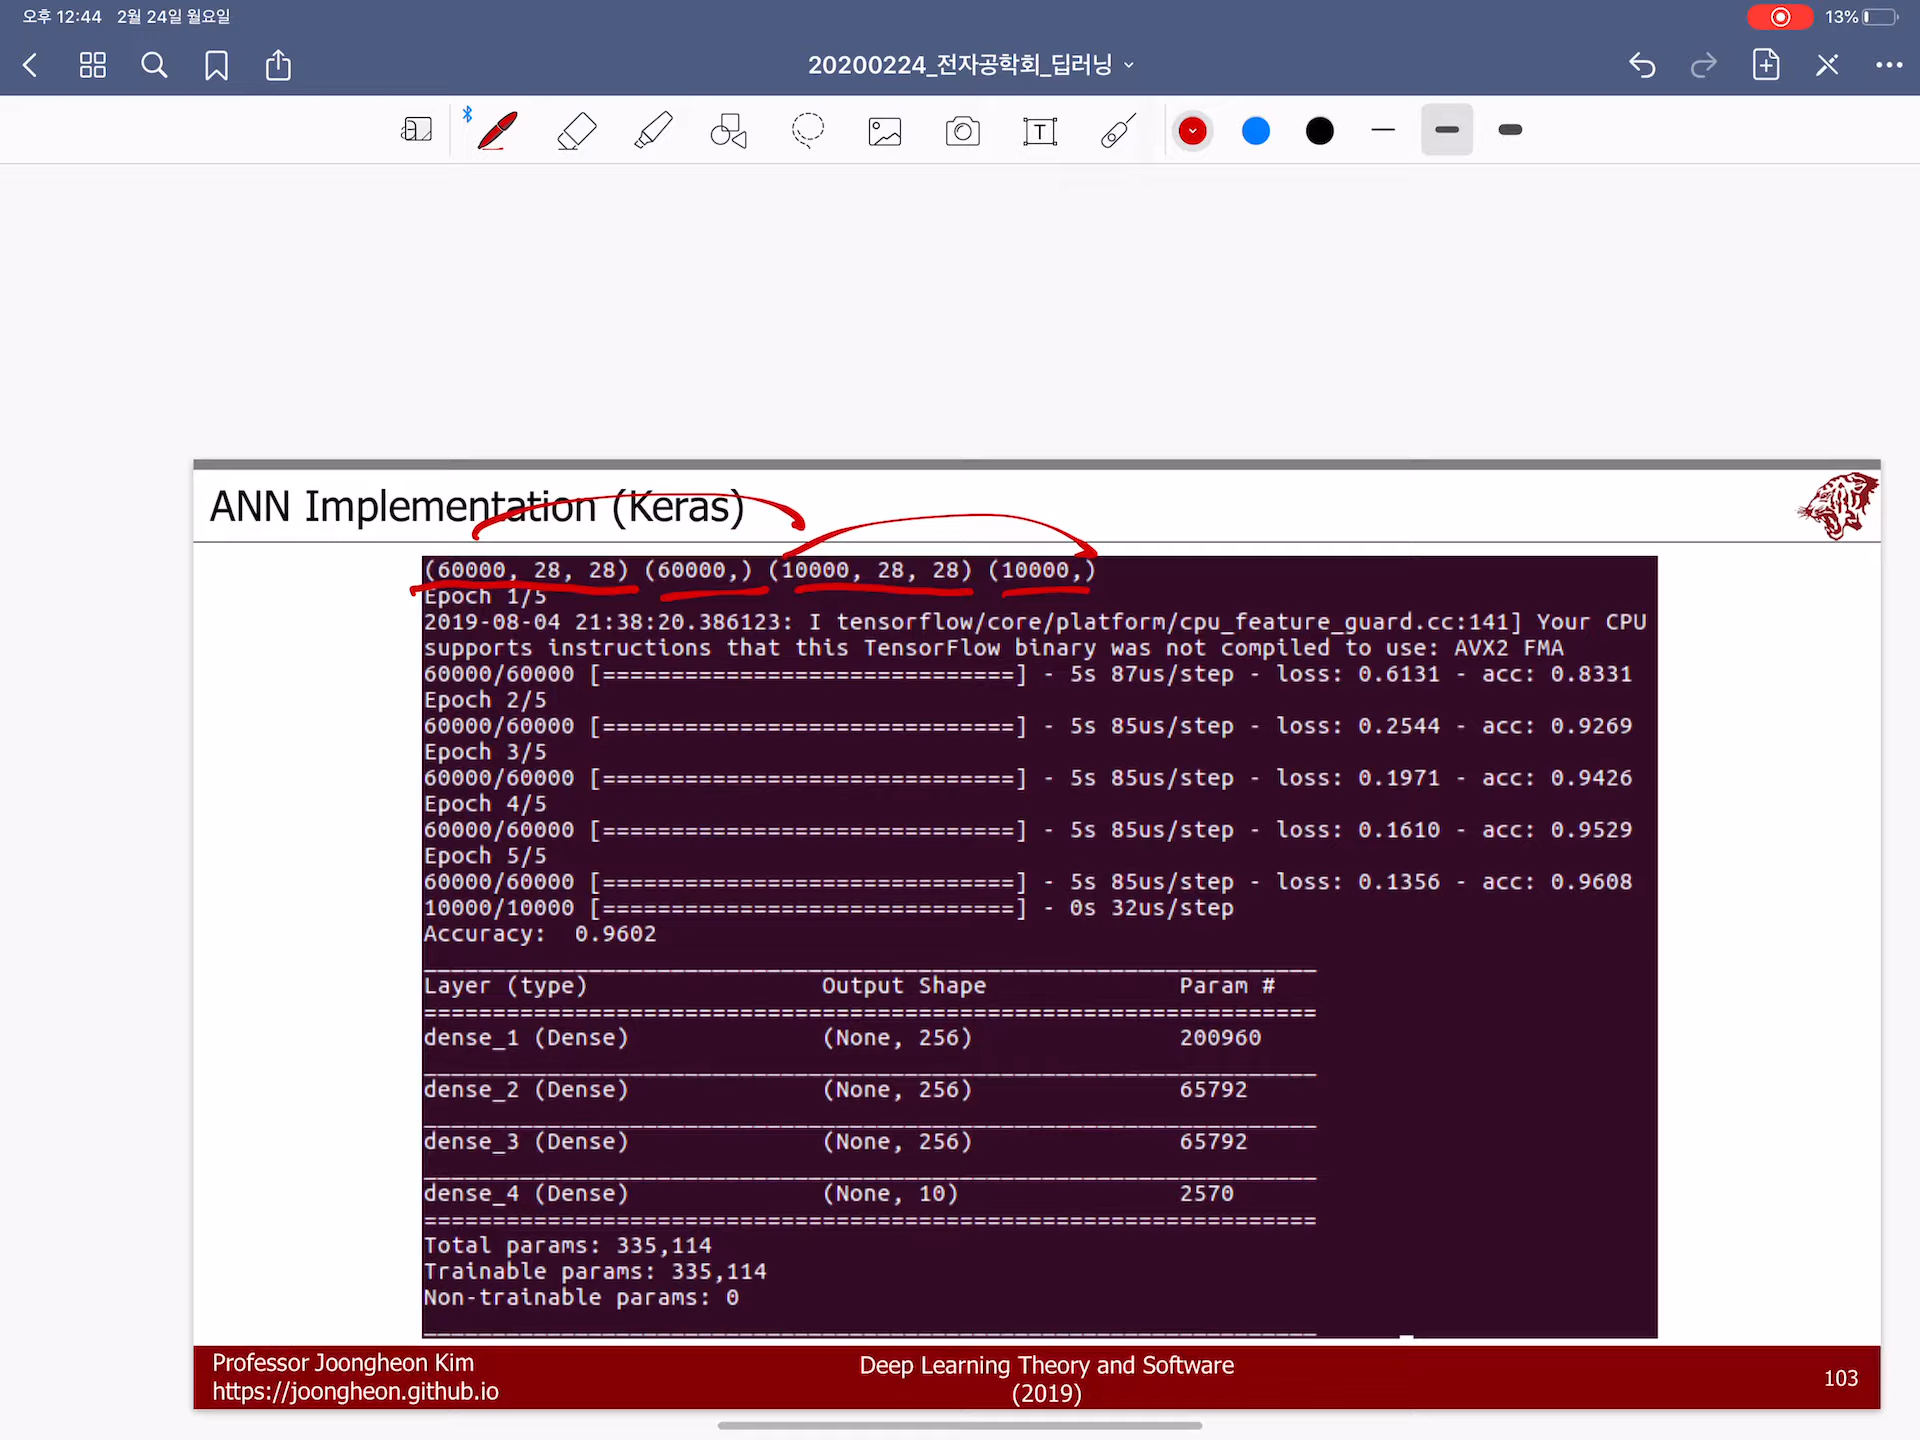 오후 12:44 2월 24일 월요일
13%
20200224_전자공학회_딥러닝
ANN Implementation (Keras)
(60000, 28, 28) (60000,) (10000, 28, 28) (10000,)
Epoch 1/5
2019-08-04 21:38:20.386123: I tensorflow/core/platform/cpu_feature_guard.cc:141] Your CPU
supports instructions that this TensorFlow binary was not compiled to use: AVX2 FMA
60000/60000 [==============================] - 5s 87us/step - loss: 0.6131 - acc: 0.8331
Epoch 2/5
60000/60000 [==============================] - 5s 85us/step - loss: 0.2544 - acc: 0.9269
Epoch 3/5
60000/60000 [==============================] - 5s 85us/step - loss: 0.1971 - acc: 0.9426
Epoch 4/5
60000/60000 [==============================] - 5s 85us/step - loss: 0.1610 - acc: 0.9529
Epoch 5/5
60000/60000 [==============================] - 5s 85us/step - loss: 0.1356 - acc: 0.9608
10000/10000 [==============================] - 0s 32us/step
Accuracy:  0.9602
_________________________________________________________________
Layer (type)                 Output Shape              Param #
=================================================================
dense_1 (Dense)              (None, 256)               200960
_________________________________________________________________
dense_2 (Dense)              (None, 256)               65792
_________________________________________________________________
dense_3 (Dense)              (None, 256)               65792
_________________________________________________________________
dense_4 (Dense)              (None, 10)                2570
=================================================================
Total params: 335,114
Trainable params: 335,114
Non-trainable params: 0
_________________________________________________________________
Professor Joongheon Kim
https://joongheon.github.io
Deep Learning Theory and Software
(2019)
103